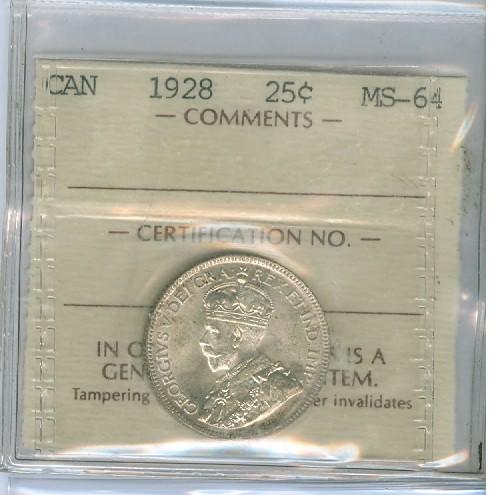 CAN 1928 25¢ MS-64
— COMMENTS —
— CERTIFICATION NO. —
GEORGIVS V DEI GRA: REX ET IND: IMP:
IN IS A
GEN TEM.
Tampering er invalidates